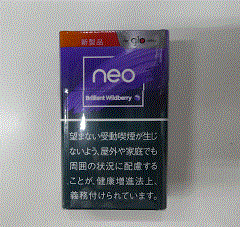 新製品
neo
Brilliant Wildberry
望まない受動喫煙が生じ
ないよう、屋外や家庭でも
周囲の状況に配慮する
ことが、健康増進法上、
義務付けられています。